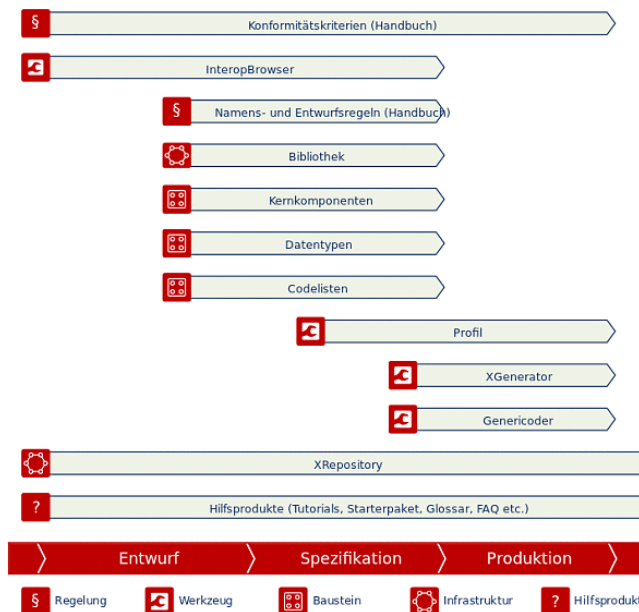 § Konformitätskriterien (Handbuch)
InteropBrowser
§ Namens- und Entwurfsregeln (Handbuch)
Bibliothek
Kernkomponenten
Datentypen
Codelisten
Profil
XGenerator
Genericoder
XRepository
? Hilfsprodukte (Tutorials, Starterpaket, Glossar, FAQ etc.)
Entwurf Spezifikation Produktion
§ Regelung Werkzeug Baustein Infrastruktur ? Hilfsprodukt